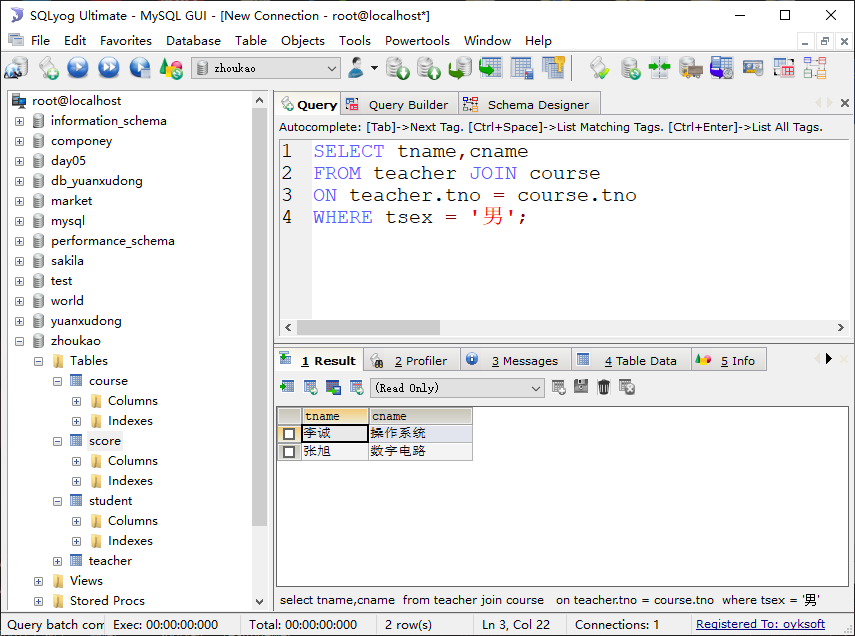 SQLyog Ultimate - MySQL GUI - [New Connection - root@localhost*]
File Edit Favorites Database Table Objects Tools Powertools Window Help
zhoukao
root@localhost
information_schema
componey
day05
db_yuanxudong
market
mysql
performance_schema
sakila
test
world
yuanxudong
zhoukao
Tables
course
Columns
Indexes
score
Columns
Indexes
student
Columns
Indexes
teacher
Views
Stored Procs
Query Query Builder Schema Designer
Autocomplete: [Tab]->Next Tag. [Ctrl+Space]->List Matching Tags. [Ctrl+Enter]->List All Tags.
1 SELECT tname,cname
2 FROM teacher JOIN course
3 ON teacher.tno = course.tno
4 WHERE tsex = '男';
1 Result 2 Profiler 3 Messages 4 Table Data 5 Info
(Read Only)
tname cname
李诚 操作系统
张旭 数字电路
select tname,cname from teacher join course on teacher.tno = course.tno where tsex = '男'
Query batch com Exec: 00:00:00:000 Total: 00:00:00:000 2 row(s) Ln 3, Col 22 Connections: 1 Registered To: oyksoft